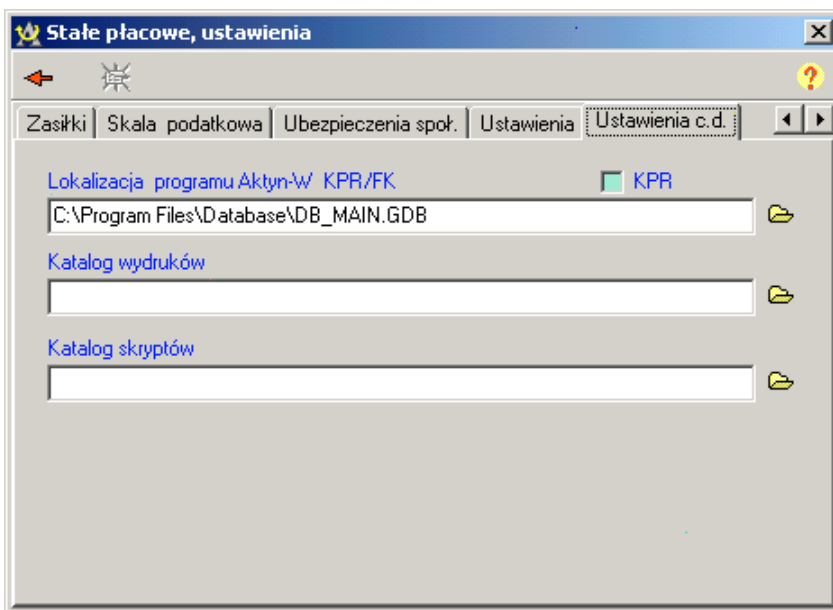 Stałe płacowe, ustawienia
Zasiłki Skala podatkowa Ubezpieczenia społ. Ustawienia Ustawienia c.d.
Lokalizacja programu Aktyn-W KPR/FK KPR
C:\Program Files\Database\DB_MAIN.GDB
Katalog wydruków
Katalog skryptów